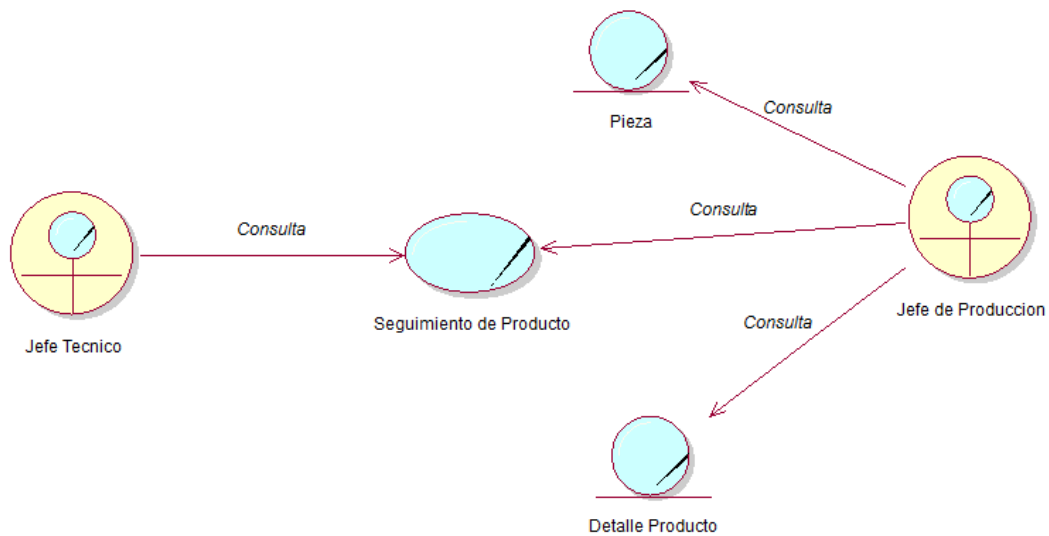 Pieza
Consulta
Consulta
Consulta
Jefe Tecnico
Seguimiento de Producto
Jefe de Produccion
Consulta
Detalle Producto